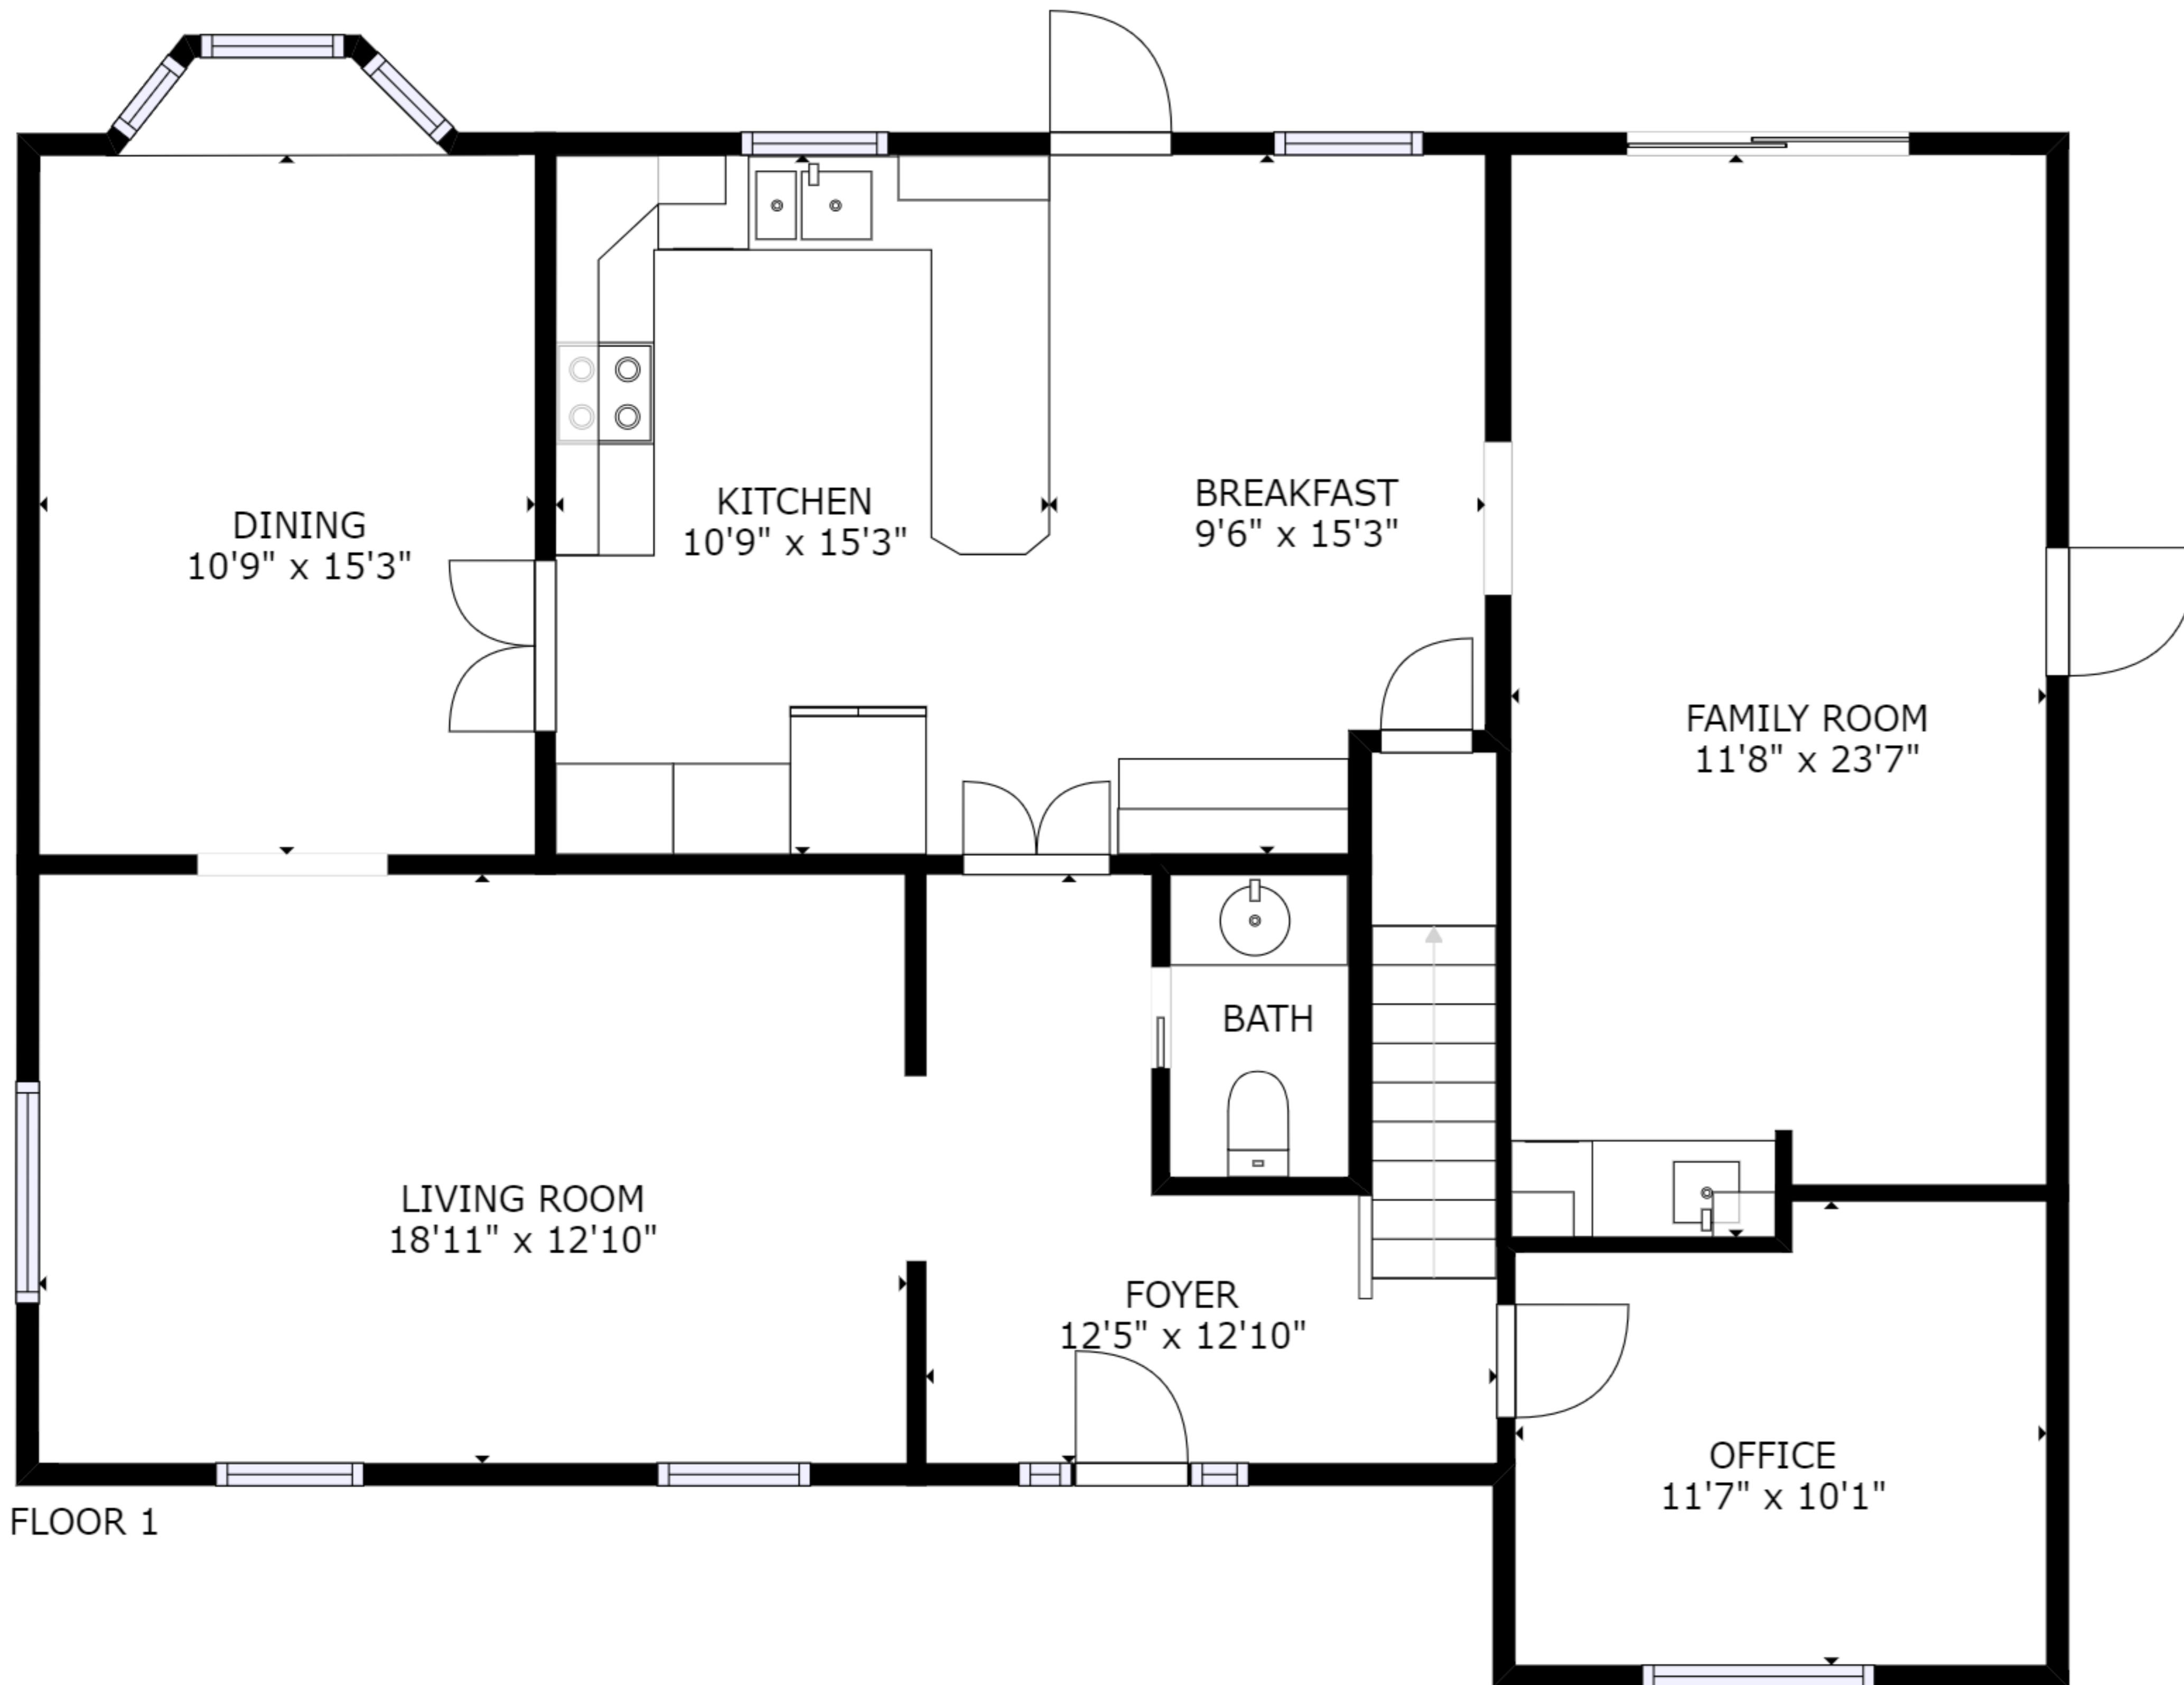 DINING
10'9" x 15'3"
KITCHEN
10'9" x 15'3"
BREAKFAST
9'6" x 15'3"
FAMILY ROOM
11'8" x 23'7"
BATH
LIVING ROOM
18'11" x 12'10"
FOYER
12'5" x 12'10"
OFFICE
11'7" x 10'1"
FLOOR 1